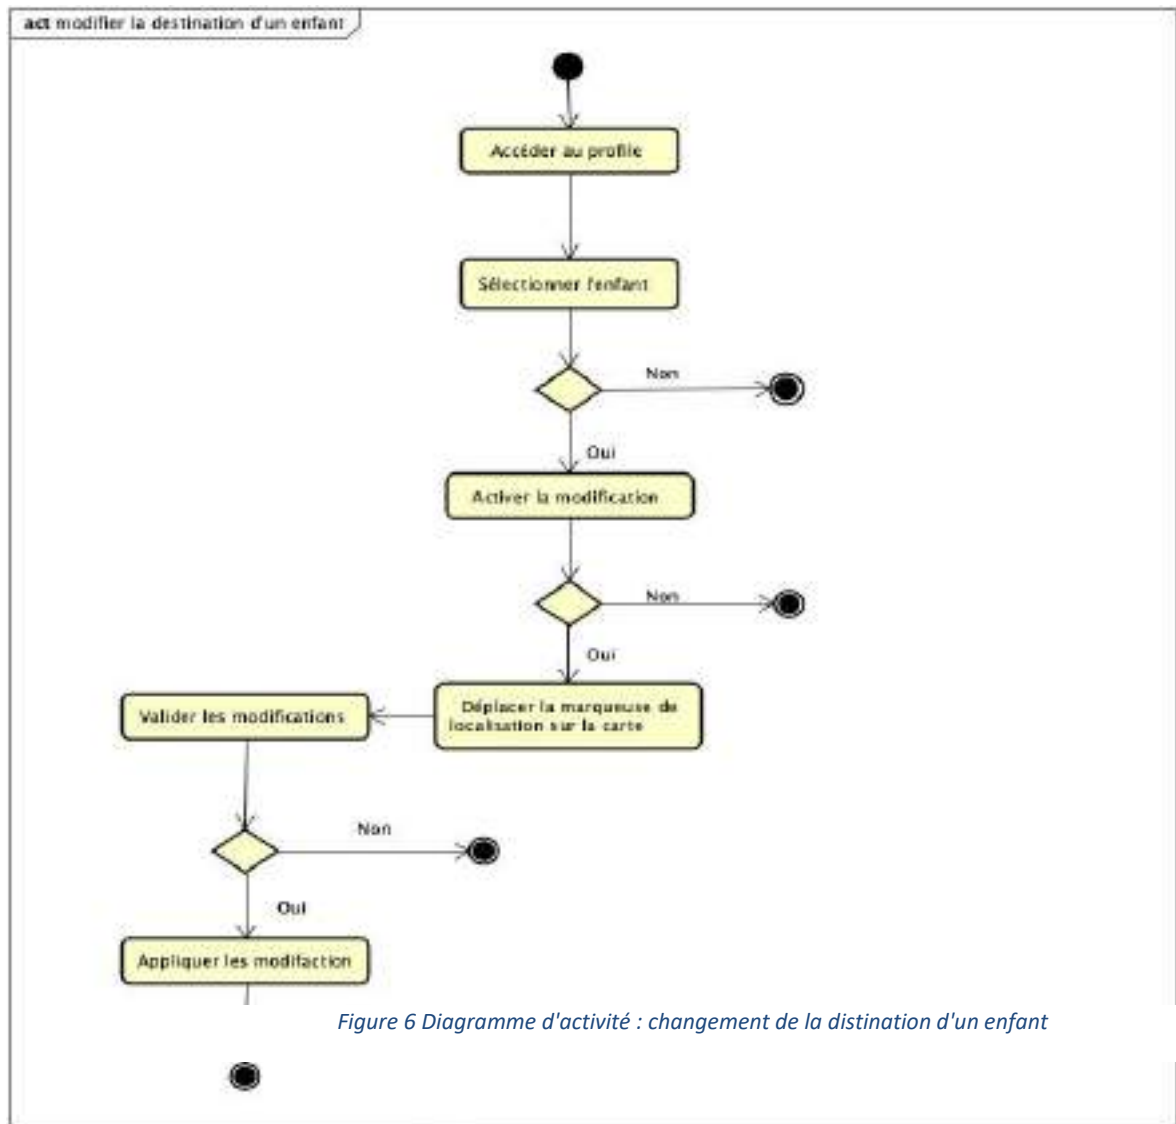 act modifier la destination d'un enfant
Accéder au profile
Sélectionner l'enfant
Non
Oui
Activer la modification
Non
Oui
Déplacer la marqueuse de
localisation sur la carte
Valider les modifications
Non
Oui
Appliquer les modifaction
Figure 6 Diagramme d'activité : changement de la distination d'un enfant